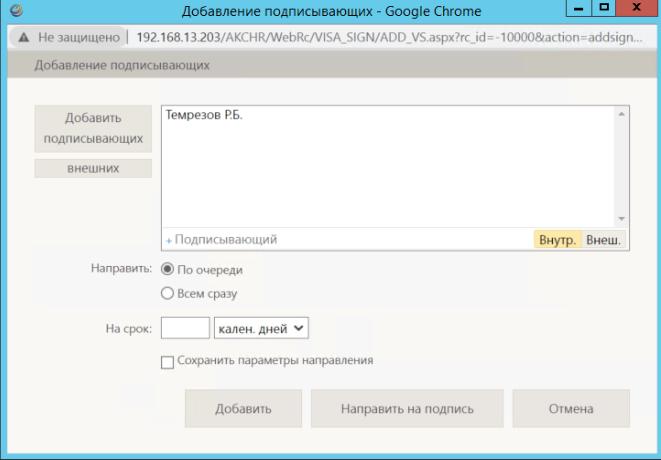 Добавление подписывающих - Google Chrome
Не защищено | 192.168.13.203/AKCHR/WebRc/VISA_SIGN/ADD_VS.aspx?rc_id=-10000&action=addsign...
Добавление подписывающих
Добавить
подписывающих
внешних
Темрезов Р.Б.
+ Подписывающий
Внутр. Внеш.
Направить: По очереди
Всем сразу
На срок: кален. дней
Сохранить параметры направления
Добавить Направить на подпись Отмена